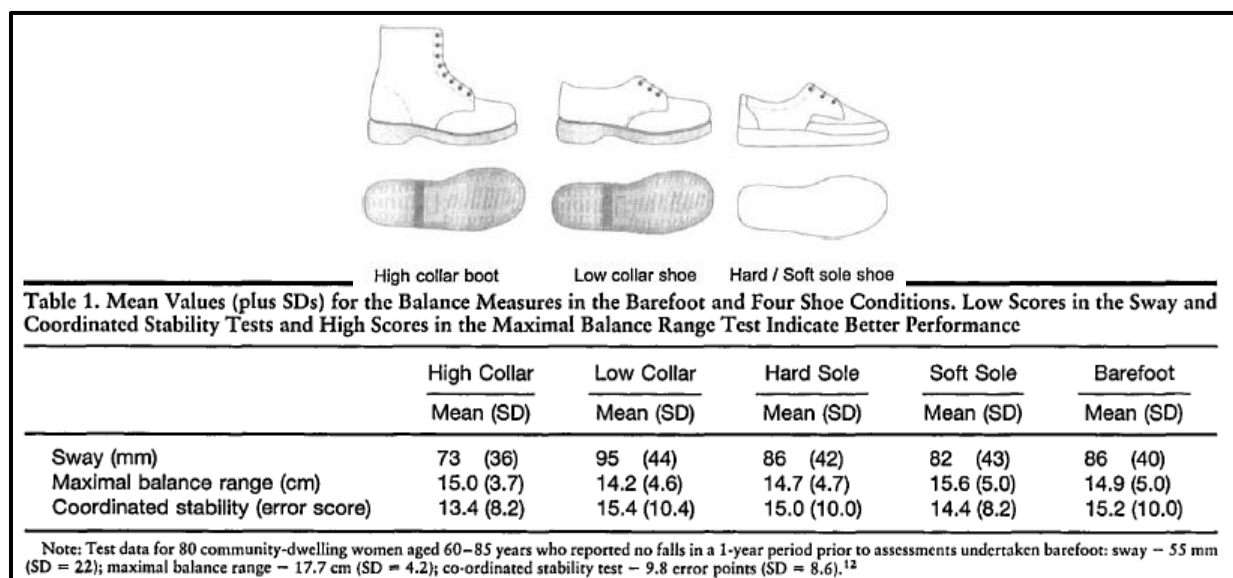 High collar boot Low collar shoe Hard / Soft sole shoe
Table 1. Mean Values (plus SDs) for the Balance Measures in the Barefoot and Four Shoe Conditions. Low Scores in the Sway and
Coordinated Stability Tests and High Scores in the Maximal Balance Range Test Indicate Better Performance
High Collar Low Collar Hard Sole Soft Sole Barefoot
Mean (SD) Mean (SD) Mean (SD) Mean (SD) Mean (SD)
Sway (mm) 73 (36) 95 (44) 86 (42) 82 (43) 86 (40)
Maximal balance range (cm) 15.0 (3.7) 14.2 (4.6) 14.7 (4.7) 15.6 (5.0) 14.9 (5.0)
Coordinated stability (error score) 13.4 (8.2) 15.4 (10.4) 15.0 (10.0) 14.4 (8.2) 15.2 (10.0)
Note: Test data for 80 community-dwelling women aged 60–85 years who reported no falls in a 1-year period prior to assessments undertaken barefoot: sway – 55 mm
(SD = 22); maximal balance range – 17.7 cm (SD = 4.2); co-ordinated stability test – 9.8 error points (SD = 8.6).12